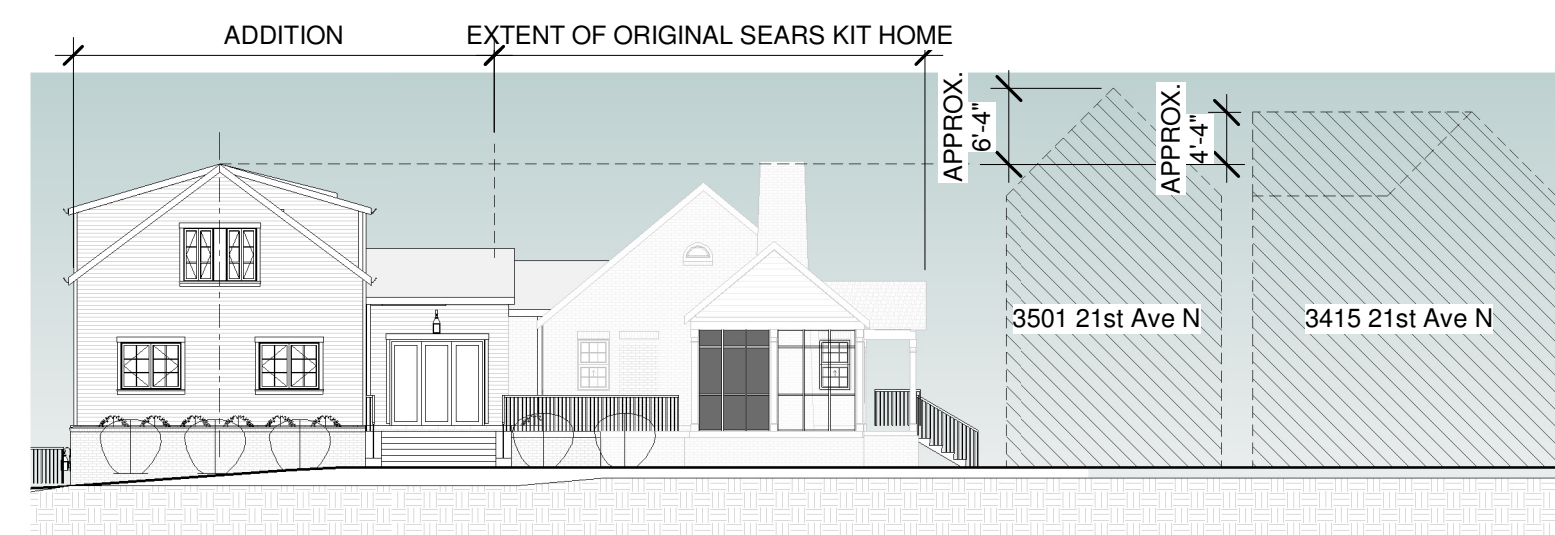 ADDITION
EXTENT OF ORIGINAL SEARS KIT HOME
APPROX.
6'-4"
APPROX.
4'-4"
3501 21st Ave N
3415 21st Ave N